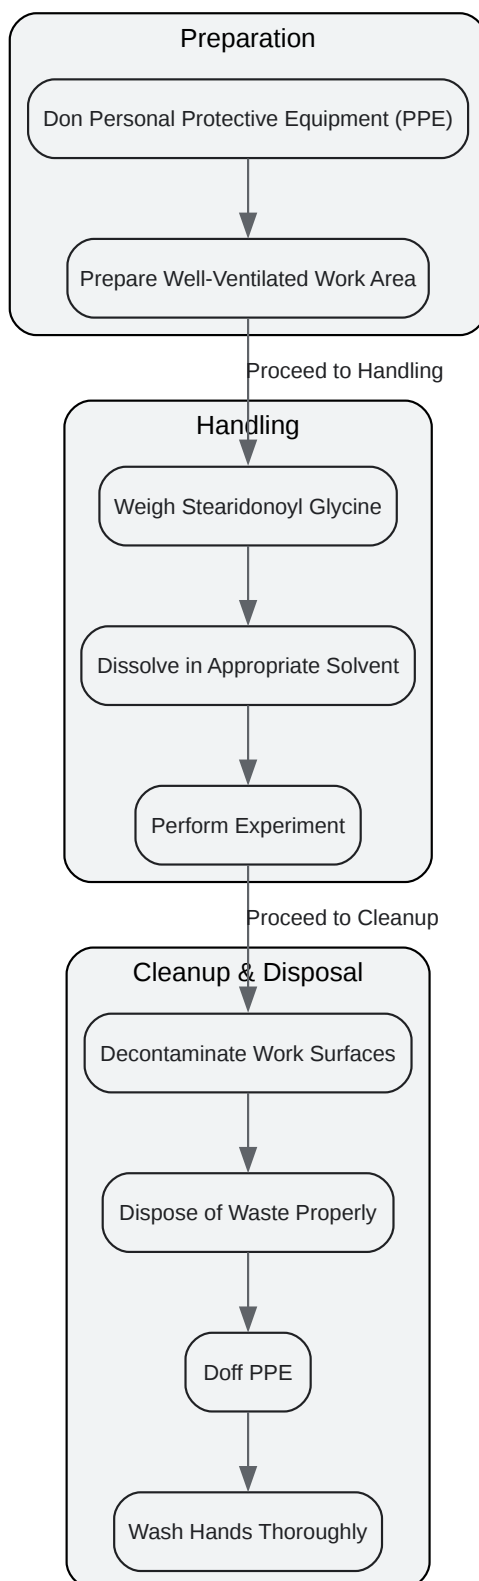 Preparation
Don Personal Protective Equipment (PPE)
Prepare Well-Ventilated Work Area
Proceed to Handling
Handling
Weigh Stearidonoyl Glycine
Dissolve in Appropriate Solvent
Perform Experiment
Proceed to Cleanup
Cleanup & Disposal
Decontaminate Work Surfaces
Dispose of Waste Properly
Doff PPE
Wash Hands Thoroughly